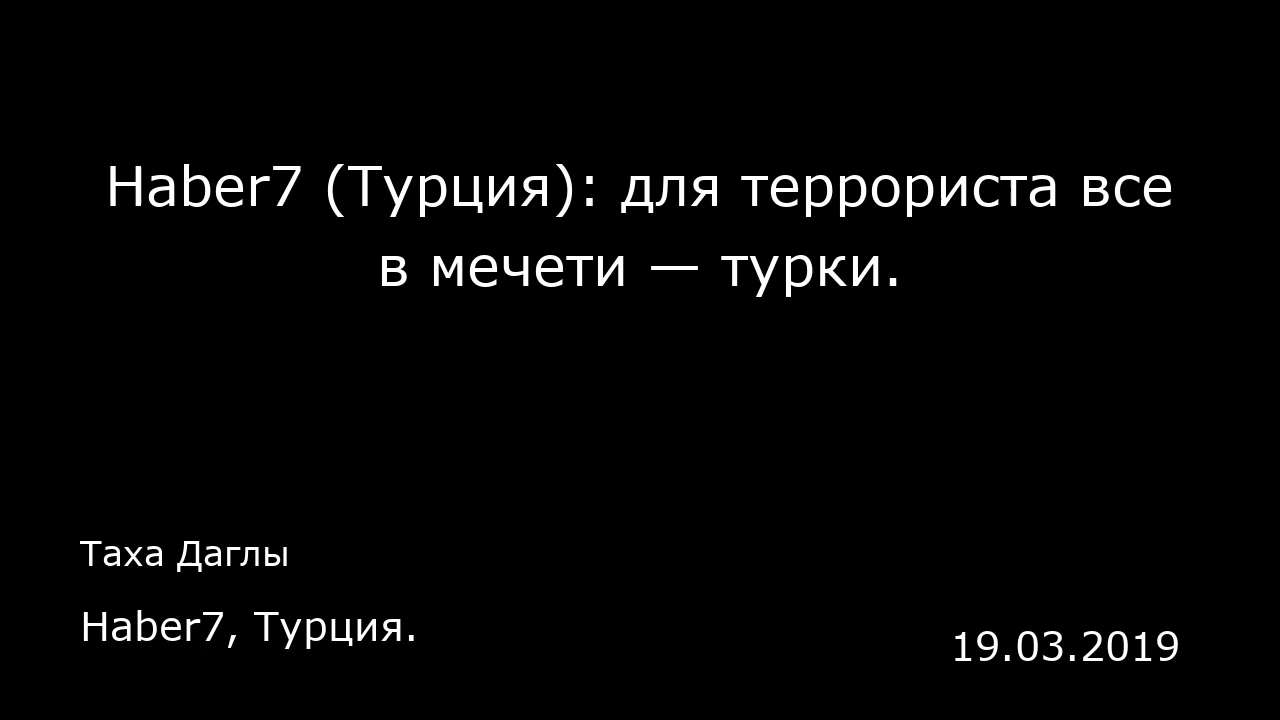 Haber7 (Турция): для террориста все
в мечети — турки.
Таха Даглы
Haber7, Турция.
19.03.2019